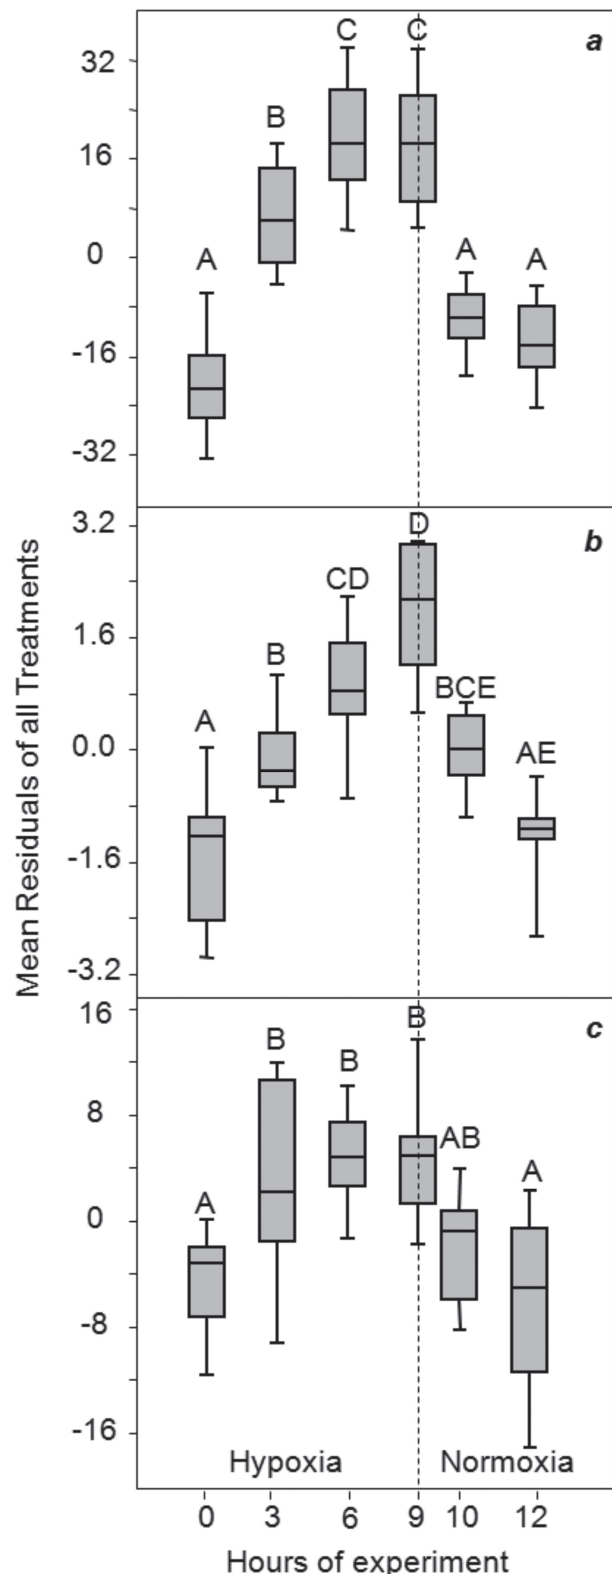 a
C C
32
B
16
A
0
A A
-16
-32
Mean Residuals of all Treatments
3.2
D
b
CD
1.6
B
BCE
A
AE
0.0
-1.6
-3.2
16
B
c
B
B
8
AB
A
A
0
-8
-16
Hypoxia Normoxia
0 3 6 9 10 12
Hours of experiment